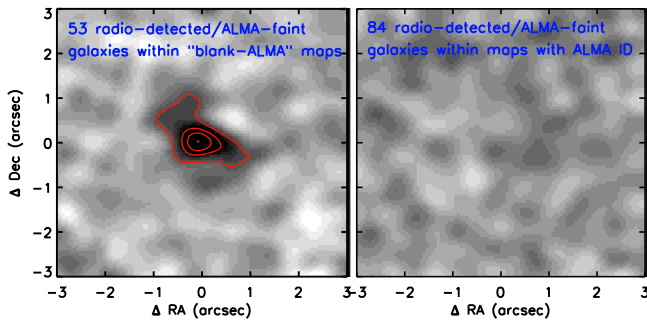 53 radio-detected/ALMA-faint
galaxies within "blank-ALMA" maps
84 radio-detected/ALMA-faint
galaxies within maps with ALMA ID
3
2
1
0
-1
-2
-3
Δ Dec (arcsec)
-3 -2 -1 0 1 2 3
-3 -2 -1 0 1 2 3
Δ RA (arcsec)
Δ RA (arcsec)